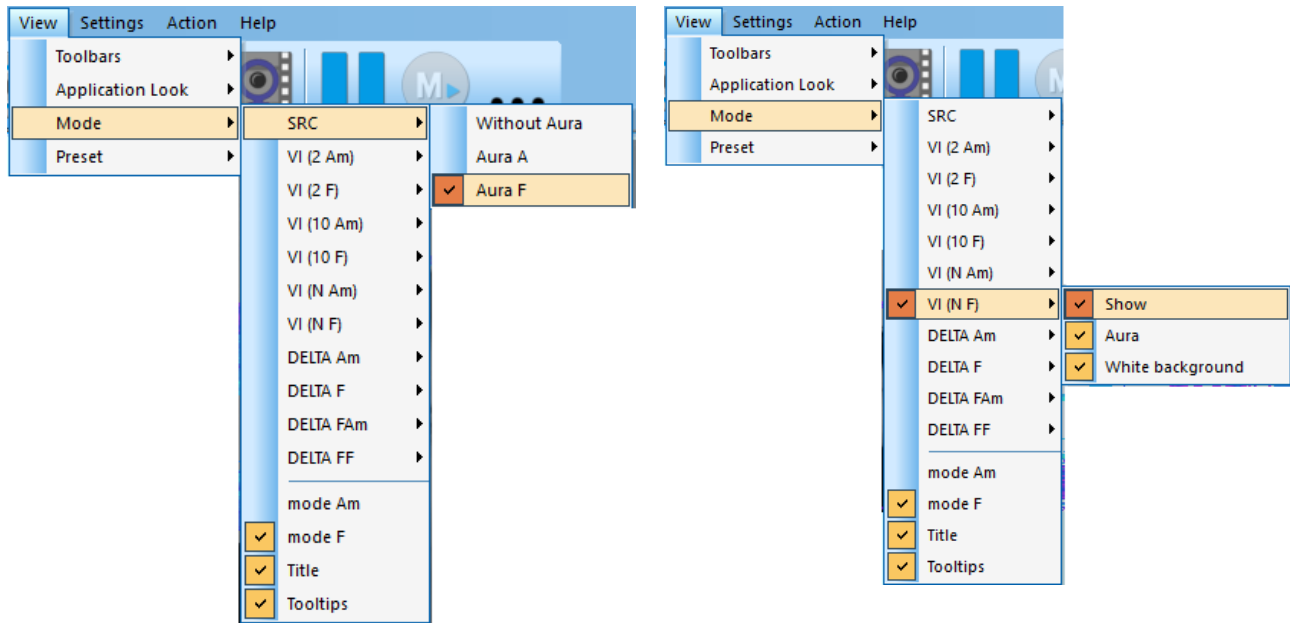 View Settings Action Help
Toolbars
Application Look
Mode
Preset
M
SRC
VI (2 Am)
VI (2 F)
VI (10 Am)
VI (10 F)
VI (N Am)
VI (N F)
DELTA Am
DELTA F
DELTA FAm
DELTA FF
mode Am
mode F
Title
Tooltips
Without Aura
Aura A
Aura F
View Settings Action Help
Toolbars
Application Look
Mode
Preset
SRC
VI (2 Am)
VI (2 F)
VI (10 Am)
VI (10 F)
VI (N Am)
VI (N F)
DELTA Am
DELTA F
DELTA FAm
DELTA FF
mode Am
mode F
Title
Tooltips
Show
Aura
White background